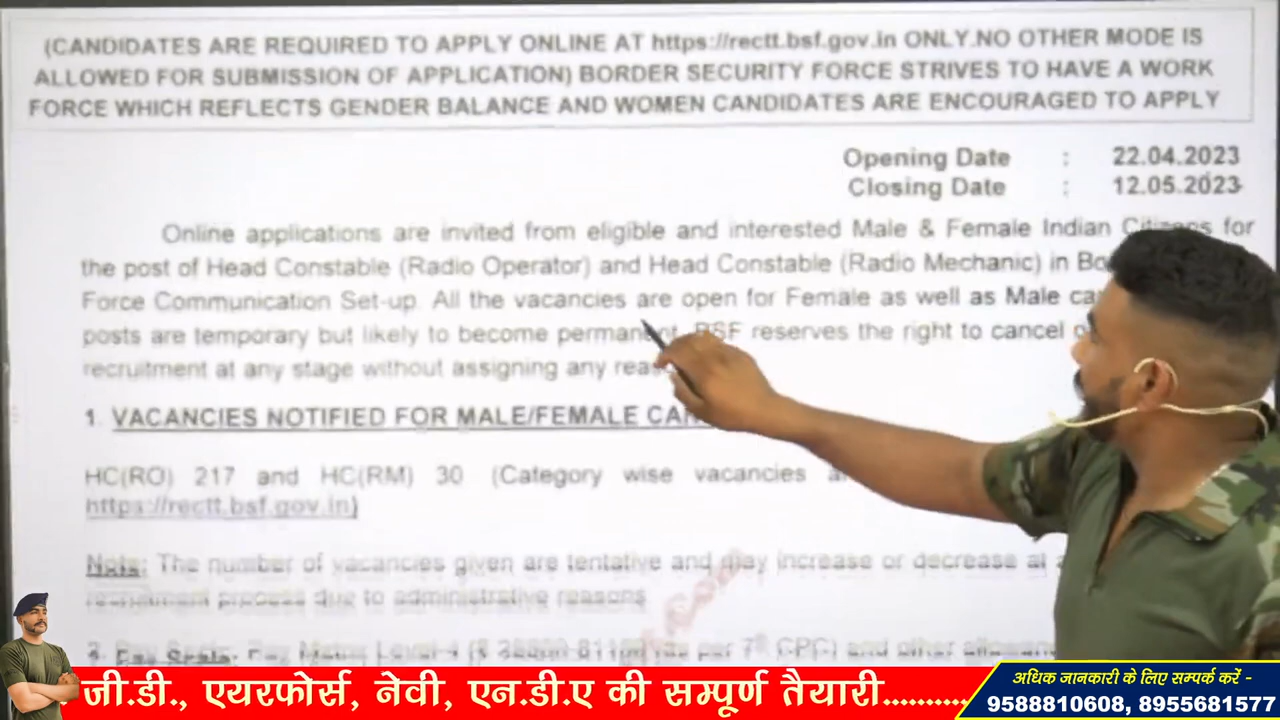 (CANDIDATES ARE REQUIRED TO APPLY ONLINE AT https://rectt.bsf.gov.in ONLY.NO OTHER MODE IS
ALLOWED FOR SUBMISSION OF APPLICATION) BORDER SECURITY FORCE STRIVES TO HAVE A WORK
FORCE WHICH REFLECTS GENDER BALANCE AND WOMEN CANDIDATES ARE ENCOURAGED TO APPLY
Opening Date : 22.04.2023
Closing Date : 12.05.2023
Online applications are invited from eligible and interested Male & Female Indian Citizens for
the post of Head Constable (Radio Operator) and Head Constable (Radio Mechanic) in
Force Communication Set-up. All the vacancies are open for Female as well as Male
posts are temporary but likely to become permanent. BSF reserves the right to cancel
recruitment at any stage without assigning any
1. VACANCIES NOTIFIED FOR MALE/FEMALE
HC(RO) 217 and HC(RM) 30 (Category wise vacancies
https://rectt.bsf.gov.in)
Note: The number of vacancies given are tentative and may increase or decrease at
recruitment process due to administrative reasons
जी.डी., एयरफोर्स, नेवी, एन.डी.ए की सम्पूर्ण तैयारी..........
अधिक जानकारी के लिए सम्पर्क करें -
9588810608, 8955681577